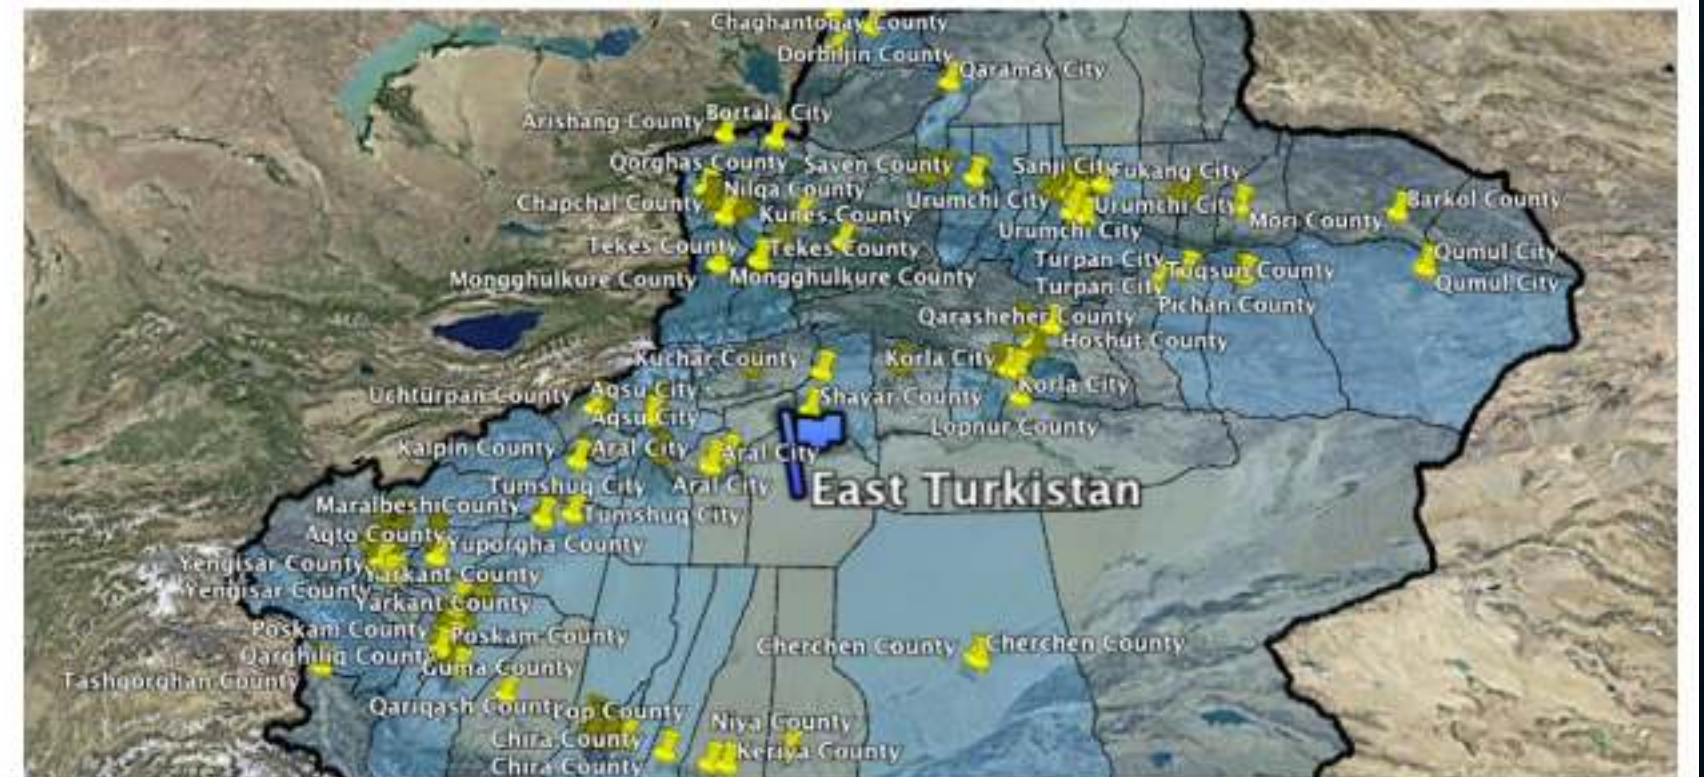 Chaghantoqay County
Dorbiljin County
Qaramay City
Arishang County
Bortala City
Qorghas County
Saven County
Sanji City
Fukang City
Nilqa County
Chapchal County
Kunes County
Urumchi City
Urumchi City
Barkol County
Mori County
Urumchi City
Tekes County
Tekes County
Turpan City
Qumul City
Toqsun County
Mongghulkure County
Mongghulkure County
Turpan City
Qumul City
Pichan County
Qarasheher County
Hoshut County
Kuchar County
Korla City
Korla City
Uchturpan County
Aqsu City
Shayar County
Aqsu City
Lopnur County
Kalpin County
Aral City
Aral City
Tumshuq City
Aral City
East Turkistan
Maralbeshi County
Tumshuq City
Aqto County
Yuporgha County
Yengisar County
Yarkant County
Yengisar County
Yarkant County
Poskam County
Poskam County
Cherchen County
Cherchen County
Qarghiliq County
Guma County
Tashqorghan County
Qariqash County
Lop County
Niya County
Chira County
Keriya County
Chira County